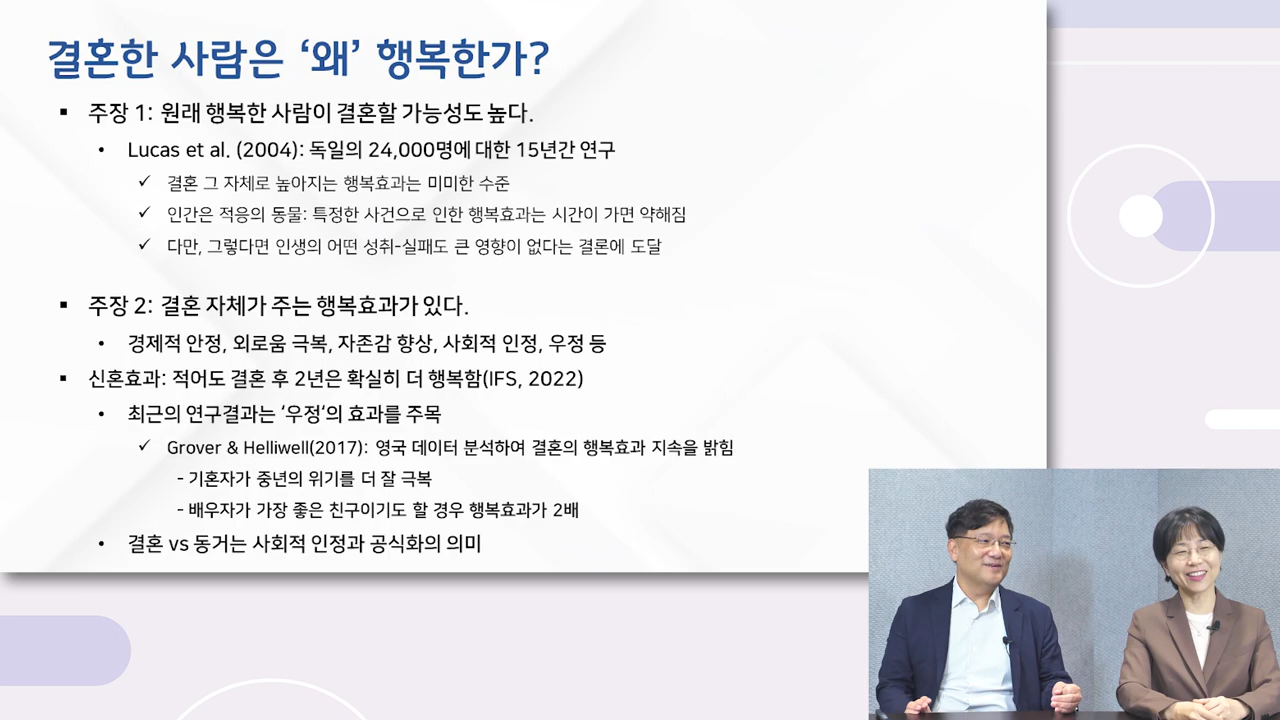 결혼한 사람은 ‘왜’ 행복한가?
▪ 주장 1: 원래 행복한 사람이 결혼할 가능성도 높다.
• Lucas et al. (2004): 독일의 24,000명에 대한 15년간 연구
✓ 결혼 그 자체로 높아지는 행복효과는 미미한 수준
✓ 인간은 적응의 동물: 특정한 사건으로 인한 행복효과는 시간이 가면 약해짐
✓ 다만, 그렇다면 인생의 어떤 성취-실패도 큰 영향이 없다는 결론에 도달
▪ 주장 2: 결혼 자체가 주는 행복효과가 있다.
• 경제적 안정, 외로움 극복, 자존감 향상, 사회적 인정, 우정 등
▪ 신혼효과: 적어도 결혼 후 2년은 확실히 더 행복함(IFS, 2022)
• 최근의 연구결과는 ‘우정‘의 효과를 주목
✓ Grover & Helliwell(2017): 영국 데이터 분석하여 결혼의 행복효과 지속을 밝힘
- 기혼자가 중년의 위기를 더 잘 극복
- 배우자가 가장 좋은 친구이기도 할 경우 행복효과가 2배
• 결혼 vs 동거는 사회적 인정과 공식화의 의미